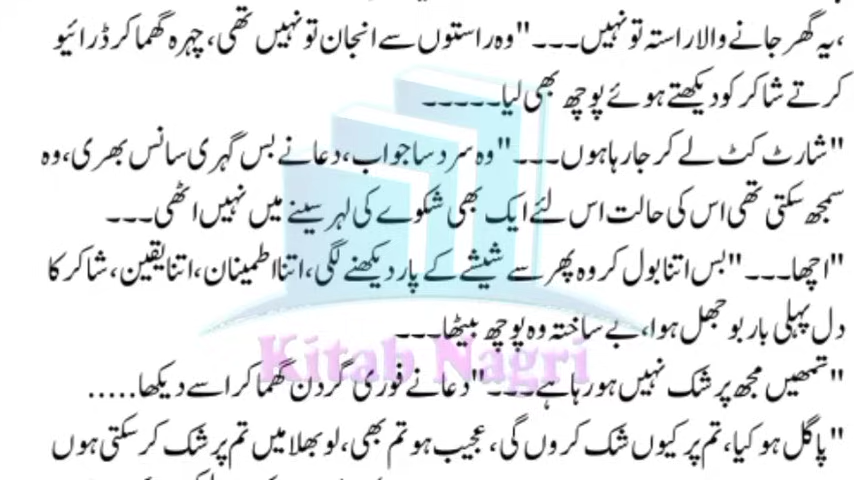 ،یہ گھر جانے والا راستہ تو نہیں۔۔۔"وہ راستوں سے انجان تو نہیں تھی، چہرہ گھما کر ڈرائیو
کرتے شاکر کو دیکھتے ہوئے پوچھ بھی لیا۔۔۔۔۔
"شارٹ کٹ لے کر جا رہا ہوں۔۔۔"وہ سرد سا جواب، دعا نے بس گہری سانس بھری، وہ
سمجھ سکتی تھی اس کی حالت اس لئے ایک بھی شکوے کی لہر سینے میں نہیں اٹھی۔۔۔
"اچھا۔۔۔"بس اتنا بول کر وہ پھر سے شیشے کے پار دیکھنے لگی، اتنا اطمینان، اتنا یقین، شاکر کا
دل پہلی بار بوجھل ہوا، بے ساختہ وہ پوچھ بیٹھا۔۔۔
Kitab Nagri
"تمھیں مجھ پر شک نہیں ہو رہا ہے۔۔۔"دعا نے فوری گردن گھما کر اسے دیکھا.....
"پاگل ہو کیا، تم پر کیوں شک کروں گی، عجیب ہو تم بھی، لو بھلا میں تم پر شک کر سکتی ہوں